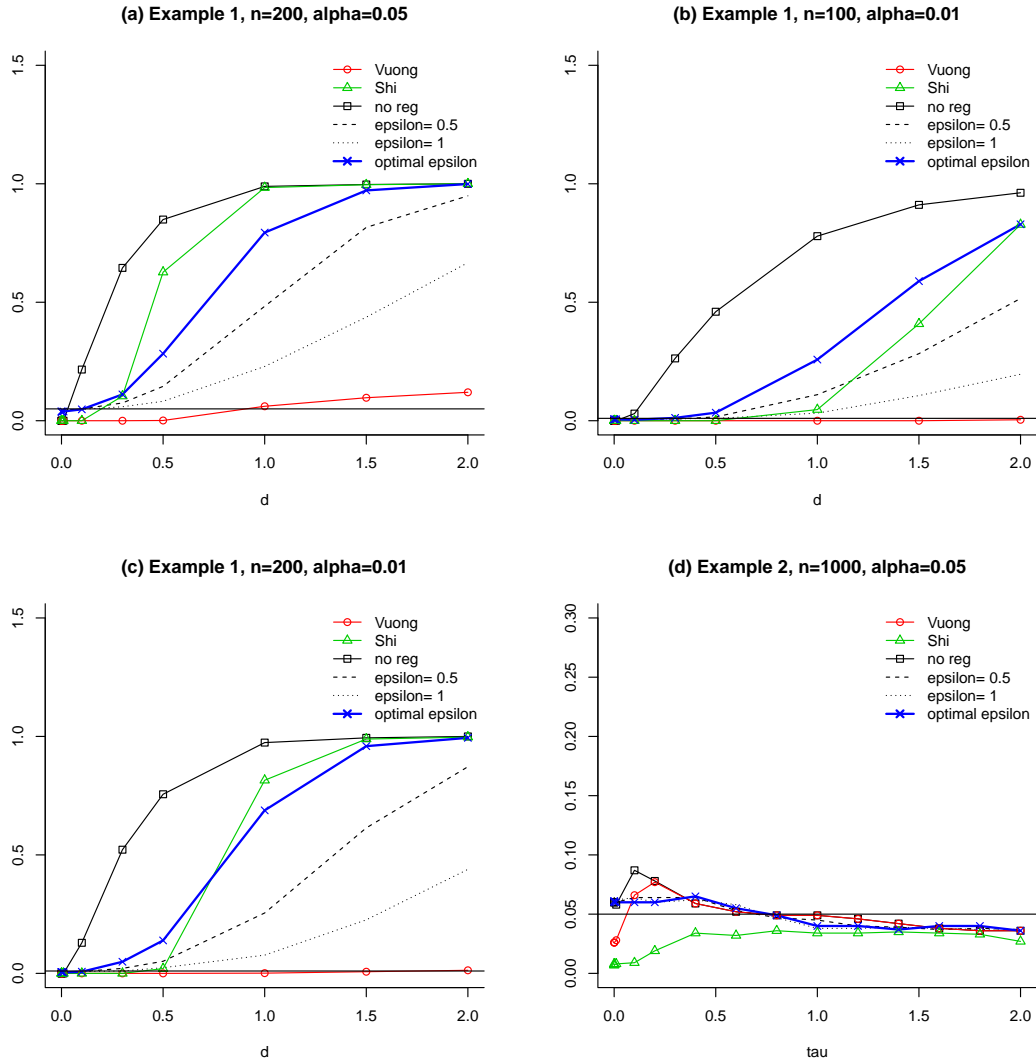 (a) Example 1, n=200, alpha=0.05
1.5
1.0
0.5
0.0
Vuong
Shi
no reg
epsilon= 0.5
epsilon= 1
optimal epsilon
0.0 0.5 1.0 1.5 2.0
d
(b) Example 1, n=100, alpha=0.01
1.5
1.0
0.5
0.0
Vuong
Shi
no reg
epsilon= 0.5
epsilon= 1
optimal epsilon
0.0 0.5 1.0 1.5 2.0
d
(c) Example 1, n=200, alpha=0.01
1.5
1.0
0.5
0.0
Vuong
Shi
no reg
epsilon= 0.5
epsilon= 1
optimal epsilon
0.0 0.5 1.0 1.5 2.0
d
(d) Example 2, n=1000, alpha=0.05
0.30
0.25
0.20
0.15
0.10
0.05
0.00
Vuong
Shi
no reg
epsilon= 0.5
epsilon= 1
optimal epsilon
0.0 0.5 1.0 1.5 2.0
tau